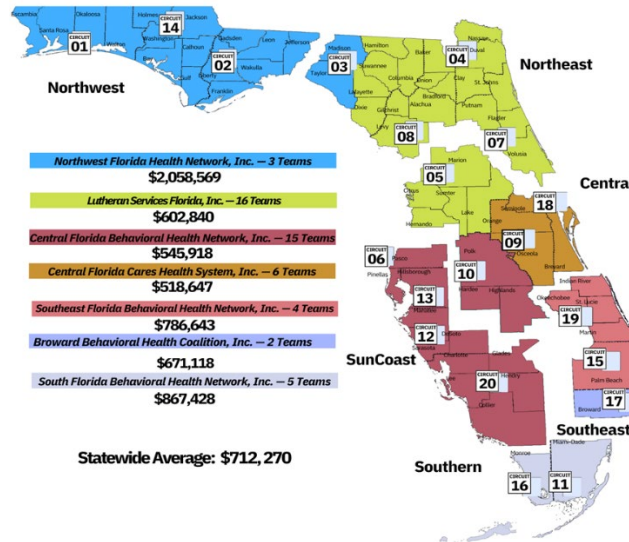 Escambia
Okaloosa
Holmes
Jackson
Santa Rosa
CIRCUIT
01
Walton
CIRCUIT
14
Washington
Bay
Calhoun
Gulf
Gadsden
Leon
Jefferson
CIRCUIT
02
Liberty
Wakulla
Franklin
Northwest
Madison
Taylor
CIRCUIT
03
Hamilton
Suwannee
Lafayette
Dixie
Columbia
Baker
Nassau
CIRCUIT
04
Duval
Northeast
Union
Bradford
Clay
St. Johns
Gilchrist
Alachua
Putnam
Levy
CIRCUIT
08
Flagler
CIRCUIT
07
Volusia
CIRCUIT
05
Marion
Citrus
Sumter
Lake
Hernando
Central
CIRCUIT
18
Seminole
Orange
CIRCUIT
09
Osceola
Brevard
CIRCUIT
06
Pasco
Pinellas
Hillsborough
Polk
CIRCUIT
10
Hardee
Highlands
CIRCUIT
13
Manatee
CIRCUIT
12
Sarasota
DeSoto
Charlotte
Glades
SunCoast
CIRCUIT
20
Lee
Hendry
Collier
Indian River
Okeechobee
St. Lucie
CIRCUIT
19
Martin
CIRCUIT
15
Palm Beach
CIRCUIT
17
Broward
Southeast
Southern
Monroe
Miami-Dade
CIRCUIT
16
CIRCUIT
11
Northwest Florida Health Network, Inc. — 3 Teams
$2,058,569
Lutheran Services Florida, Inc. — 16 Teams
$602,840
Central Florida Behavioral Health Network, Inc. — 15 Teams
$545,918
Central Florida Cares Health System, Inc. — 6 Teams
$518,647
Southeast Florida Behavioral Health Network, Inc. — 4 Teams
$786,643
Broward Behavioral Health Coalition, Inc. — 2 Teams
$671,118
South Florida Behavioral Health Network, Inc. — 5 Teams
$867,428
Statewide Average: $712, 270